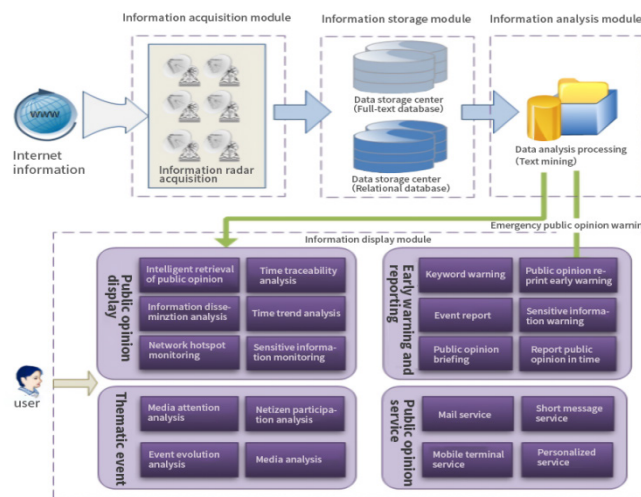 Information acquisition module
Information storage module
Information analysis module
www
Internet
information
Information radar
acquisition
Data storage center
(Full-text database)
Data storage center
(Relational database)
Data analysis processing
(Text mining)
Emergency public opinion warnin
Information display module
user
Public opinion
display
Intelligent retrieval
of public opinion
Time traceability
analysis
Information disse-
minztion analysis
Time trend analysis
Network hotspot
monitoring
Sensitive informa-
tion monitoring
Early warning and
reporting
Keyword warning
Public opinion re-
print early warning
Event report
Sensitive informa-
tion warning
Public opinion
briefing
Report public
opinion in time
Thematic event
Media attention
analysis
Netizen participa-
tion analysis
Event evolution
analysis
Media analysis
Public opinion
service
Mail service
Short message
service
Mobile terminal
service
Personalized
service